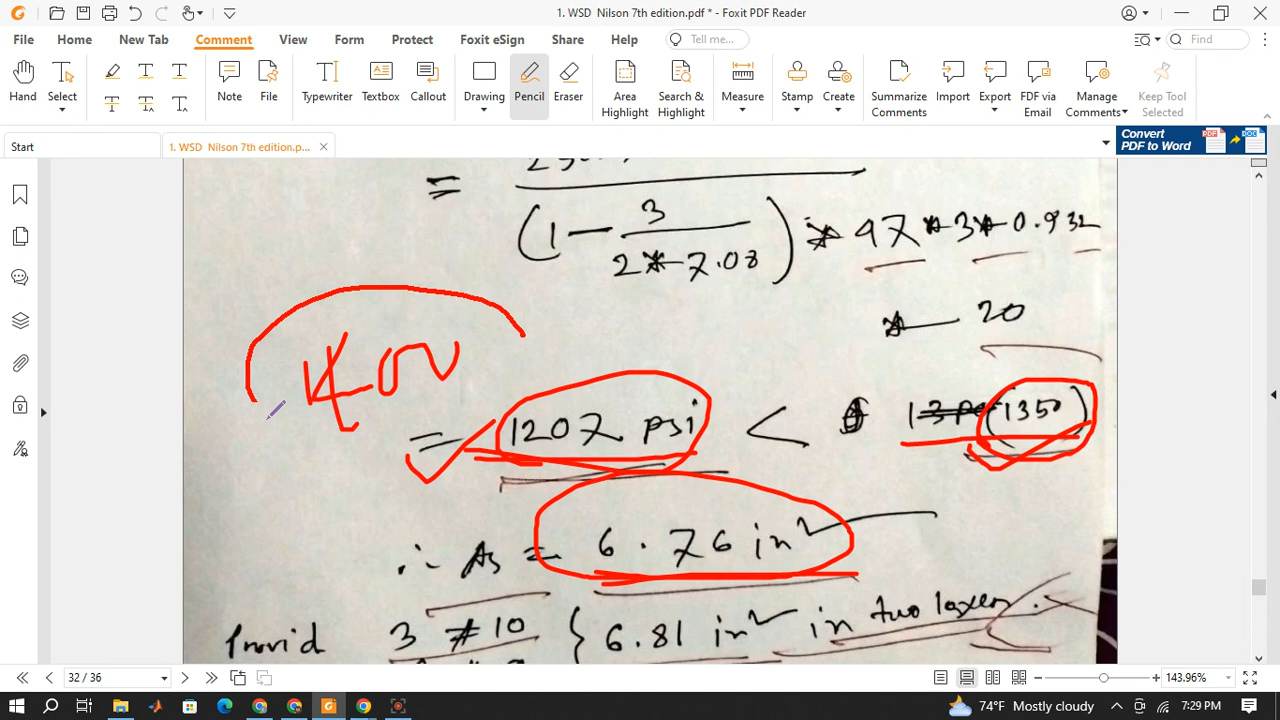 1. WSD Nilson 7th edition.pdf * - Foxit PDF Reader
File Home New Tab Comment View Form Protect Foxit eSign Share Help Tell me... Find
Hand Select Note File Typewriter Textbox Callout Drawing Pencil Eraser Area Highlight Search & Highlight Measure Stamp Create Summarize Comments Import Export FDF via Email Manage Comments Keep Tool Selected
Start 1. WSD Nilson 7th edition.p... Convert PDF to Word PDF DOC
=
(1 - 3 / 2 * 7.08) * 97 * 3 * 0.932
* 20
= 1207 psi < (1350)
∴ As = 6.76 in²
Provid 3 #10 { 6.81 in² in two layers.
32 / 36 143.96%
74°F Mostly cloudy 7:29 PM